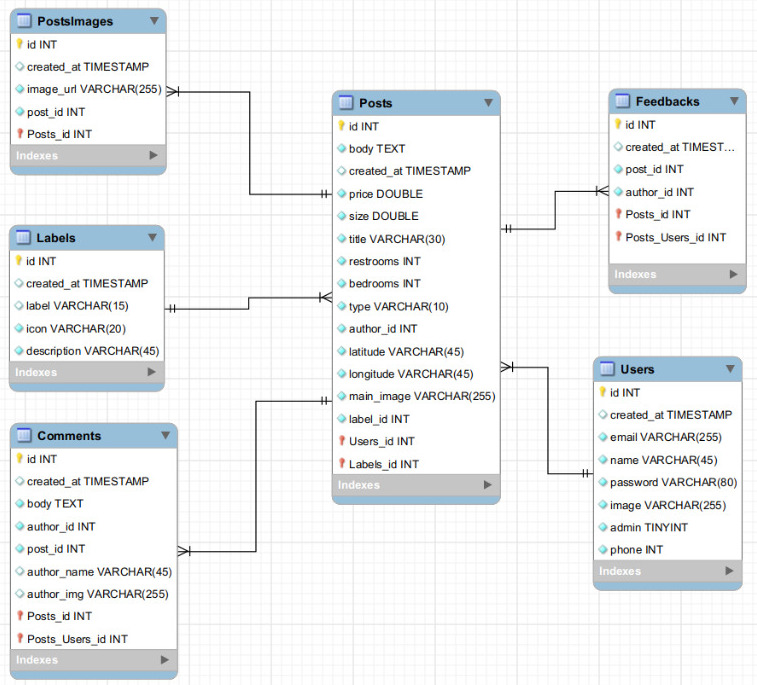 PostsImages
id INT
created_at TIMESTAMP
image_url VARCHAR(255)
post_id INT
Posts_id INT
Indexes
Labels
id INT
created_at TIMESTAMP
label VARCHAR(15)
icon VARCHAR(20)
description VARCHAR(45)
Indexes
Comments
id INT
created_at TIMESTAMP
body TEXT
author_id INT
post_id INT
author_name VARCHAR(45)
author_img VARCHAR(255)
Posts_id INT
Posts_Users_id INT
Indexes
Posts
id INT
body TEXT
created_at TIMESTAMP
price DOUBLE
size DOUBLE
title VARCHAR(30)
restrooms INT
bedrooms INT
type VARCHAR(10)
author_id INT
latitude VARCHAR(45)
longitude VARCHAR(45)
main_image VARCHAR(255)
label_id INT
Users_id INT
Labels_id INT
Indexes
Feedbacks
id INT
created_at TIMEST...
post_id INT
author_id INT
Posts_id INT
Posts_Users_id INT
Indexes
Users
id INT
created_at TIMESTAMP
email VARCHAR(255)
name VARCHAR(45)
password VARCHAR(80)
image VARCHAR(255)
admin TINYINT
phone INT
Indexes